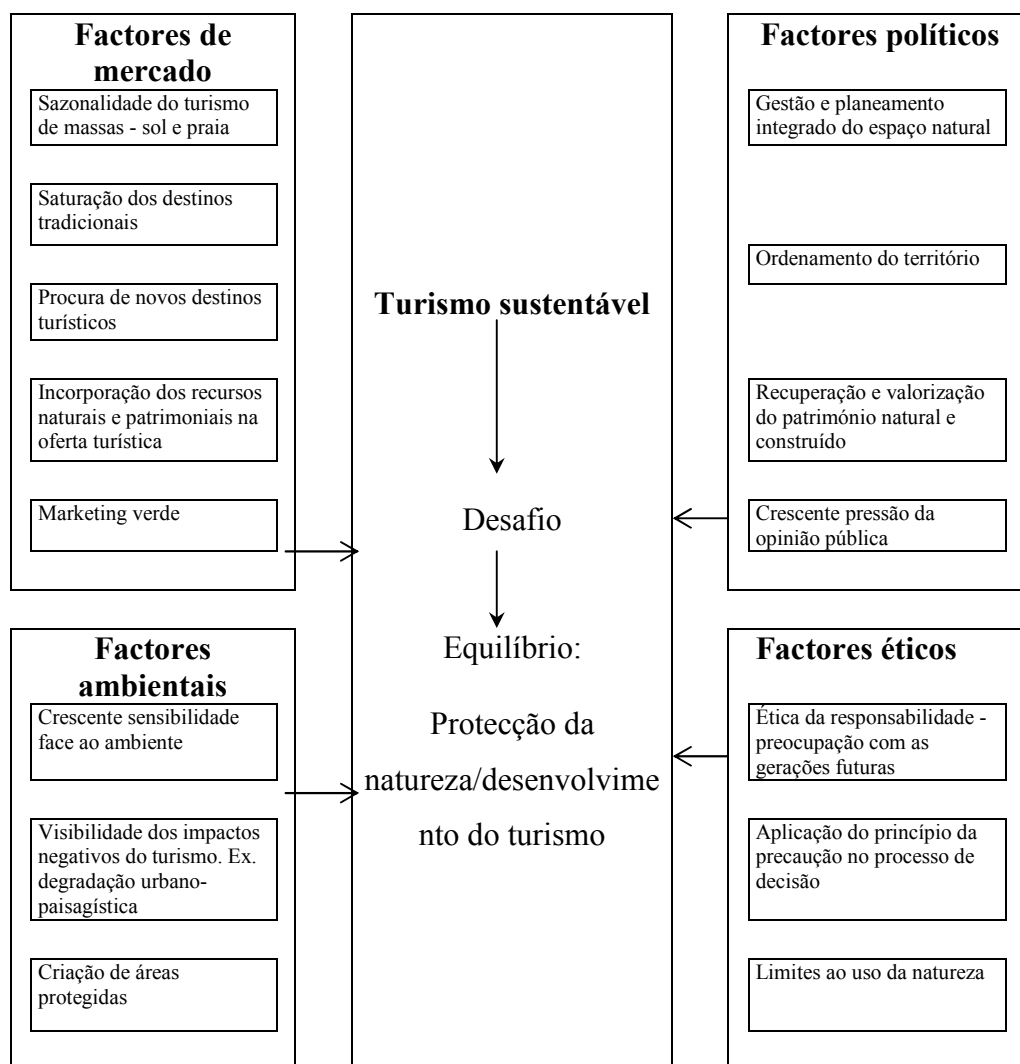 Factores de
mercado
Sazonalidade do turismo
de massas - sol e praia
Saturação dos destinos
tradicionais
Procura de novos destinos
turísticos
Incorporação dos recursos
naturais e patrimoniais na
oferta turística
Marketing verde
Factores
ambientais
Crescente sensibilidade
face ao ambiente
Visibilidade dos impactos
negativos do turismo. Ex.
degradação urbano-
paisagística
Criação de áreas
protegidas
Turismo sustentável
Desafio
Equilíbrio:
Protecção da
natureza/desenvolvime
nto do turismo
Factores políticos
Gestão e planeamento
integrado do espaço natural
Ordenamento do território
Recuperação e valorização
do património natural e
construído
Crescente pressão da
opinião pública
Factores éticos
Ética da responsabilidade -
preocupação com as
gerações futuras
Aplicação do princípio da
precaução no processo de
decisão
Limites ao uso da natureza